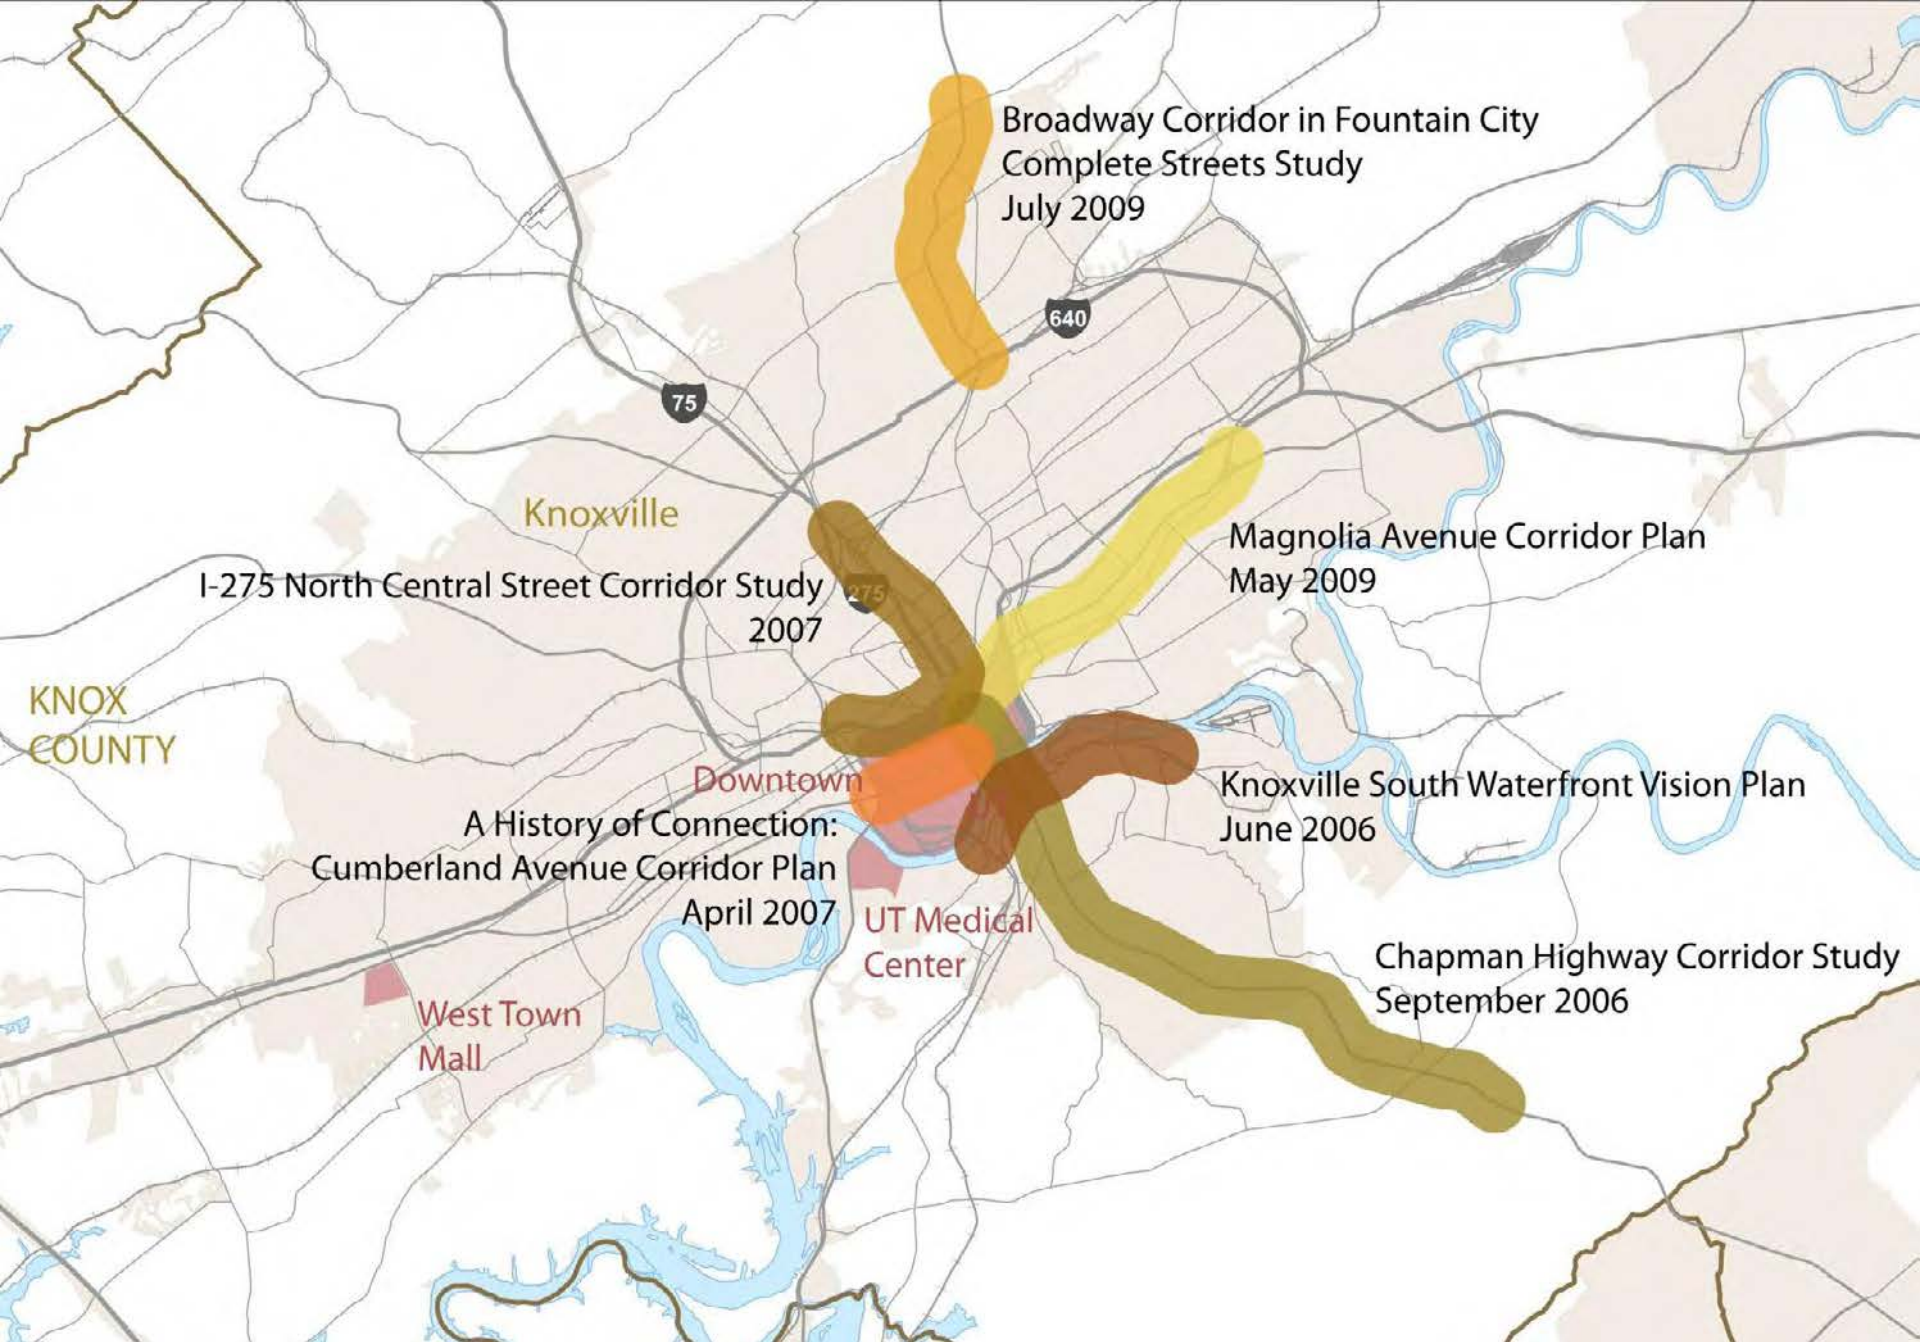 Broadway Corridor in Fountain City
Complete Streets Study
July 2009
640
75
Knoxville
Magnolia Avenue Corridor Plan
May 2009
I-275 North Central Street Corridor Study
2007
275
KNOX
COUNTY
Downtown
UT
Knoxville South Waterfront Vision Plan
June 2006
A History of Connection:
Cumberland Avenue Corridor Plan
April 2007
UT Medical
Center
Chapman Highway Corridor Study
September 2006
West Town
Mall